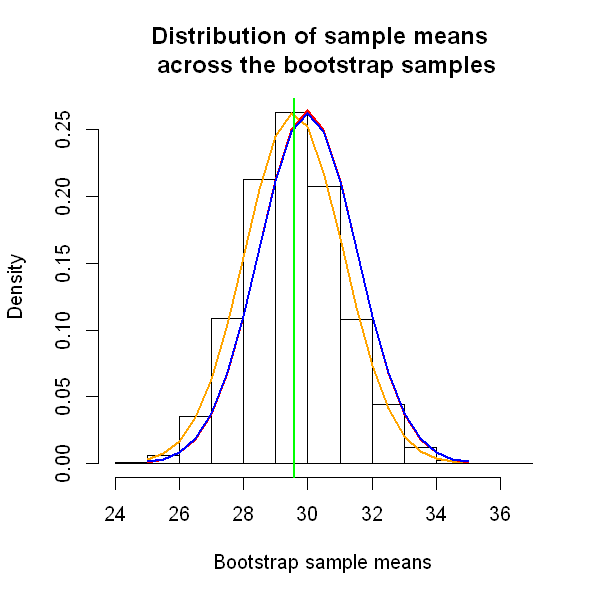 Distribution of sample means
across the bootstrap samples
0.25
0.20
0.15
0.10
0.05
0.00
Density
24 26 28 30 32 34 36
Bootstrap sample means